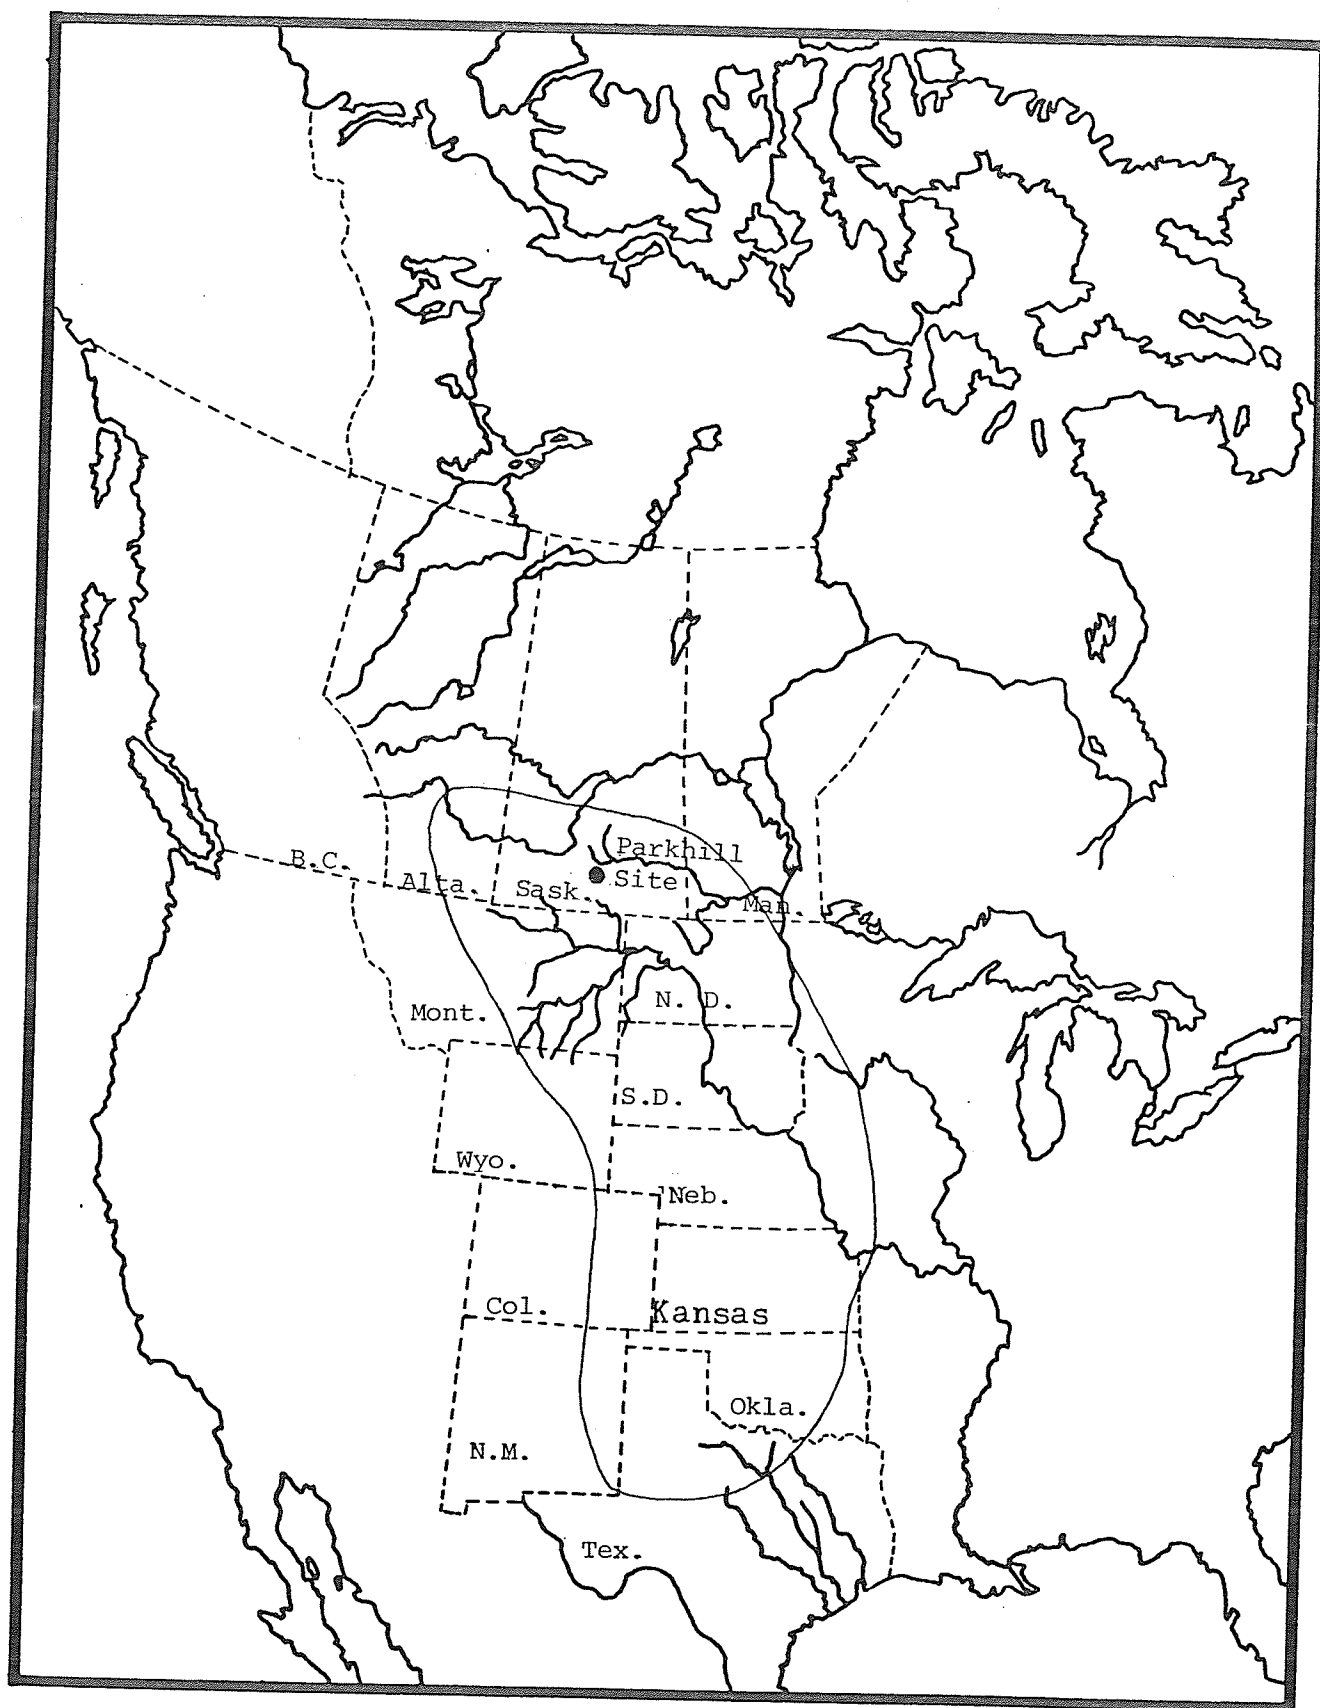 Parkhill
Site
B.C.
Alta.
Sask.
Man.
Mont.
N. D.
S.D.
Wyo.
Neb.
Col.
Kansas
Okla.
N.M.
Tex.